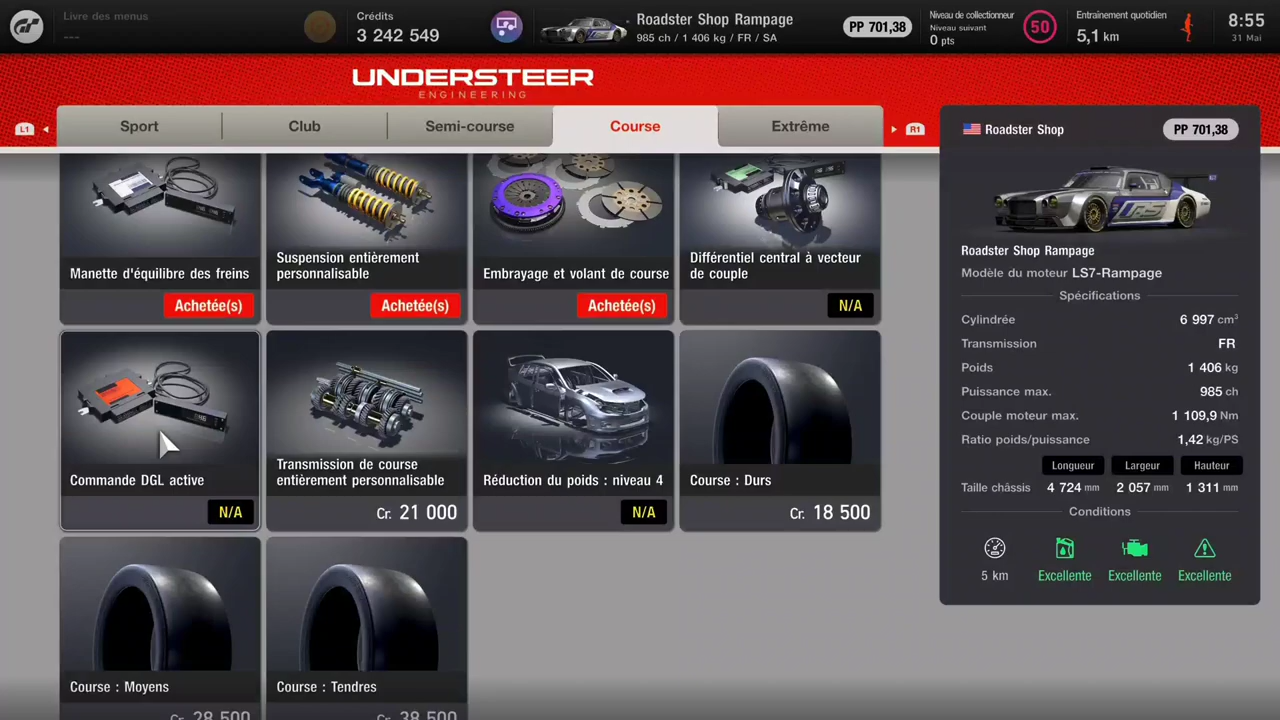 Livre des menus
---
Crédits
3 242 549
Roadster Shop Rampage
985 ch / 1 406 kg / FR / SA
PP 701,38
Niveau de collectionneur
Niveau suivant
0 pts
50
Entraînement quotidien
5,1 km
8:55
31 Mai
UNDERSTEER
ENGINEERING
L1
Sport
Club
Semi-course
Course
Extrême
R1
Manette d'équilibre des freins
Achetée(s)
Suspension entièrement
personnalisable
Achetée(s)
Embrayage et volant de course
Achetée(s)
Différentiel central à vecteur
de couple
N/A
Commande DGL active
N/A
Transmission de course
entièrement personnalisable
Cr. 21 000
Réduction du poids : niveau 4
N/A
Course : Durs
Cr. 18 500
Course : Moyens
Cr. 28 500
Course : Tendres
Cr. 38 500
Roadster Shop
PP 701,38
Roadster Shop Rampage
Modèle du moteur LS7-Rampage
Spécifications
Cylindrée 6 997 cm³
Transmission FR
Poids 1 406 kg
Puissance max. 985 ch
Couple moteur max. 1 109,9 Nm
Ratio poids/puissance 1,42 kg/PS
Longueur Largeur Hauteur
Taille châssis 4 724 mm 2 057 mm 1 311 mm
Conditions
5 km Excellente Excellente Excellente